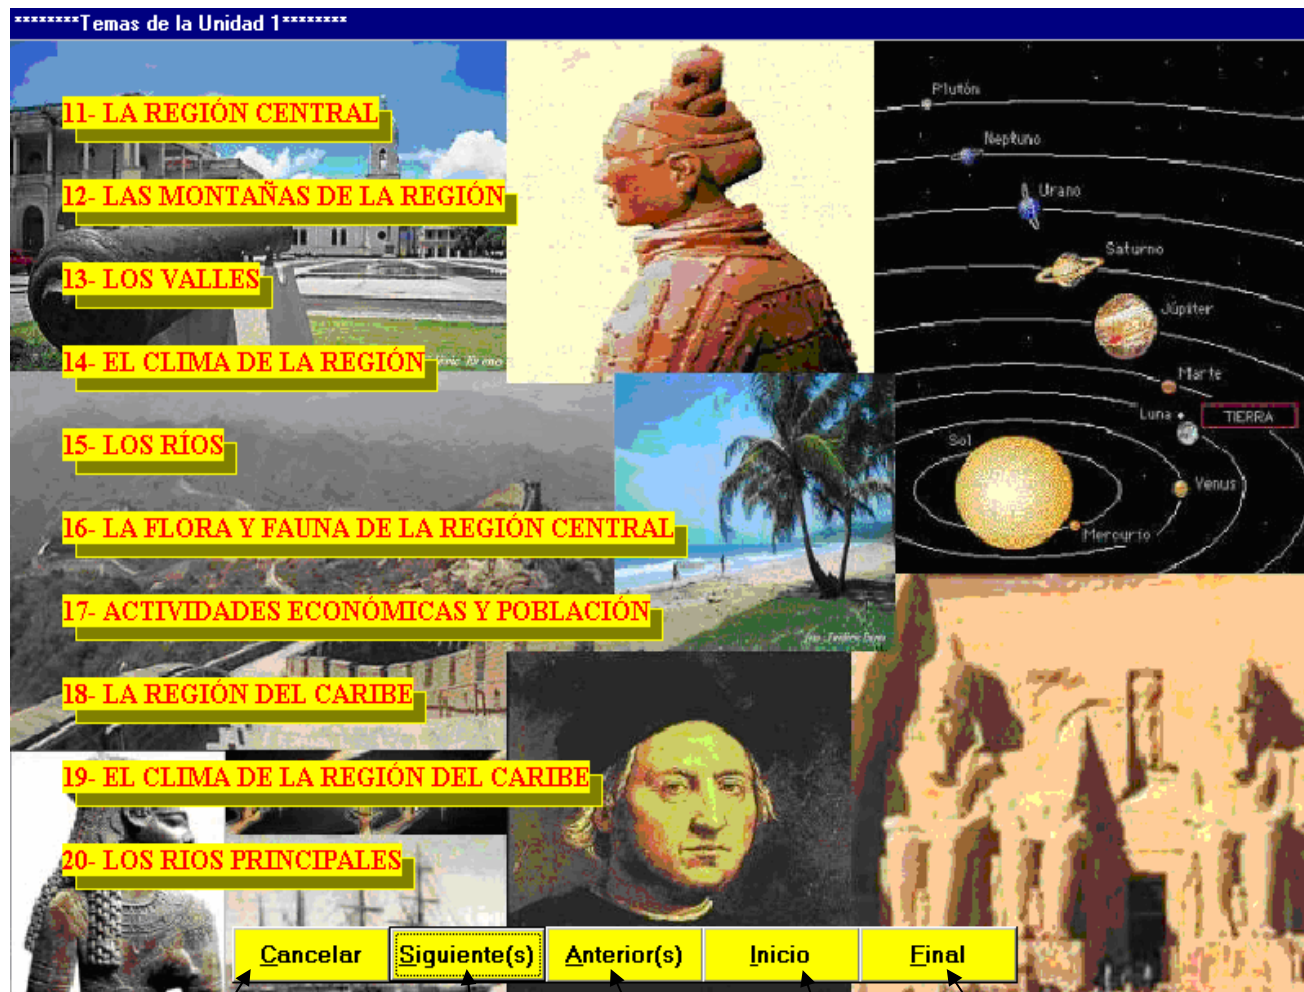 ********Temas de la Unidad 1********
11- LA REGIÓN CENTRAL
12- LAS MONTAÑAS DE LA REGIÓN
13- LOS VALLES
14- EL CLIMA DE LA REGIÓN
15- LOS RÍOS
16- LA FLORA Y FAUNA DE LA REGIÓN CENTRAL
17- ACTIVIDADES ECONÓMICAS Y POBLACIÓN
18- LA REGIÓN DEL CARIBE
19- EL CLIMA DE LA REGIÓN DEL CARIBE
20- LOS RIOS PRINCIPALES
Plutón
Neptuno
Urano
Saturno
Júpiter
Marte
Luna
TIERRA
Sol
Venus
Mercurio
Cancelar Siguiente(s) Anterior(s) Inicio Final